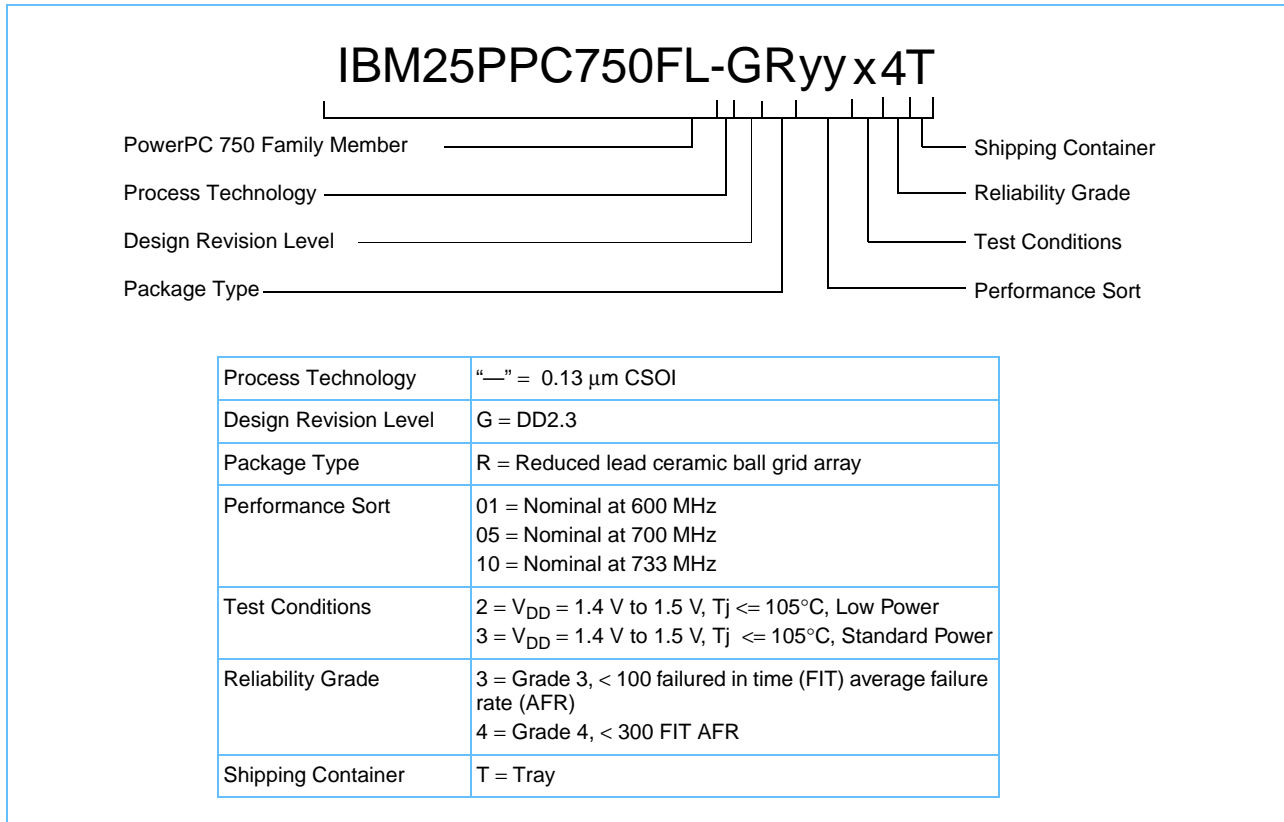 IBM25PPC750FL-GRyyx4T
PowerPC 750 Family Member
Process Technology
Design Revision Level
Package Type
Shipping Container
Reliability Grade
Test Conditions
Performance Sort
Process Technology “—” = 0.13 μm CSOI
Design Revision Level G = DD2.3
Package Type R = Reduced lead ceramic ball grid array
Performance Sort 01 = Nominal at 600 MHz
05 = Nominal at 700 MHz
10 = Nominal at 733 MHz
Test Conditions 2 = VDD = 1.4 V to 1.5 V, Tj <= 105°C, Low Power
3 = VDD = 1.4 V to 1.5 V, Tj <= 105°C, Standard Power
Reliability Grade 3 = Grade 3, < 100 failured in time (FIT) average failure
rate (AFR)
4 = Grade 4, < 300 FIT AFR
Shipping Container T = Tray